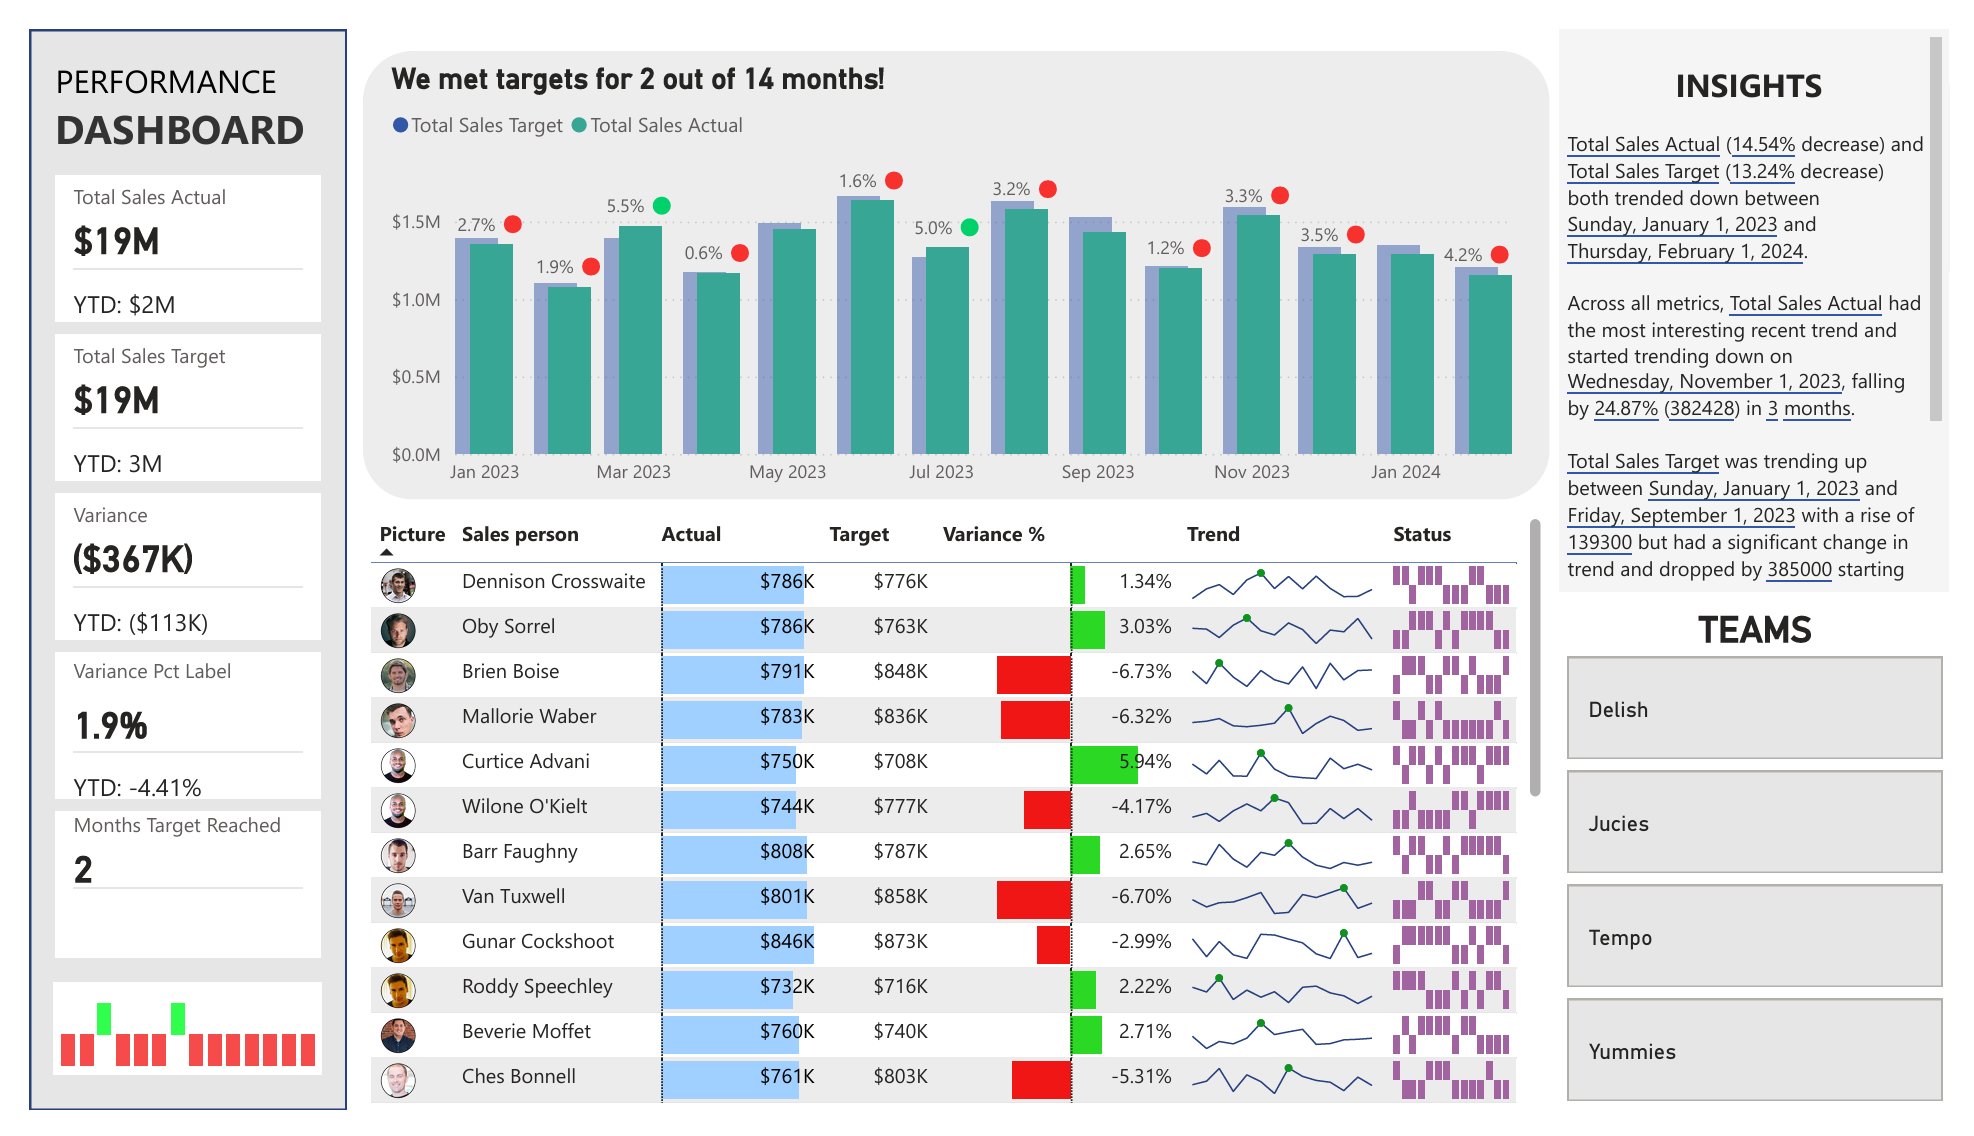 PERFORMANCE
DASHBOARD
Total Sales Actual
$19M
YTD: $2M
Total Sales Target
$19M
YTD: 3M
Variance
($367K)
YTD: ($113K)
Variance Pct Label
1.9%
YTD: -4.41%
Months Target Reached
2
We met targets for 2 out of 14 months!
Total Sales Target Total Sales Actual
$1.5M
$1.0M
$0.5M
$0.0M
2.7%
1.9%
5.5%
0.6%
1.6%
5.0%
3.2%
1.2%
3.3%
3.5%
4.2%
Jan 2023 Mar 2023 May 2023 Jul 2023 Sep 2023 Nov 2023 Jan 2024
Picture Sales person Actual Target Variance % Trend Status
Dennison Crosswaite $786K $776K 1.34%
Oby Sorrel $786K $763K 3.03%
Brien Boise $791K $848K -6.73%
Mallorie Waber $783K $836K -6.32%
Curtice Advani $750K $708K 5.94%
Wilone O'Kielt $744K $777K -4.17%
Barr Faughny $808K $787K 2.65%
Van Tuxwell $801K $858K -6.70%
Gunar Cockshoot $846K $873K -2.99%
Roddy Speechley $732K $716K 2.22%
Beverie Moffet $760K $740K 2.71%
Ches Bonnell $761K $803K -5.31%
INSIGHTS
Total Sales Actual (14.54% decrease) and
Total Sales Target (13.24% decrease)
both trended down between
Sunday, January 1, 2023 and
Thursday, February 1, 2024.
Across all metrics, Total Sales Actual had
the most interesting recent trend and
started trending down on
Wednesday, November 1, 2023, falling
by 24.87% (382428) in 3 months.
Total Sales Target was trending up
between Sunday, January 1, 2023 and
Friday, September 1, 2023 with a rise of
139300 but had a significant change in
trend and dropped by 385000 starting
TEAMS
Delish
Jucies
Tempo
Yummies